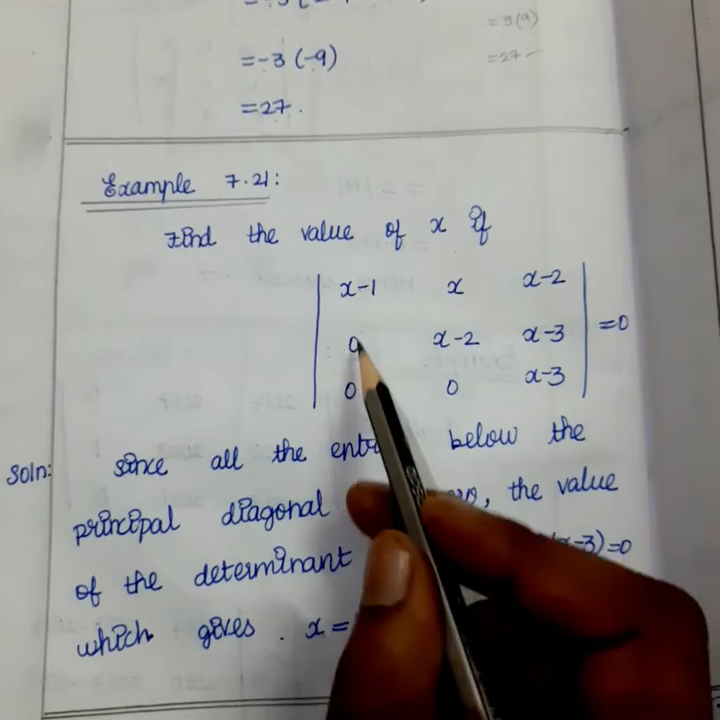 =-3(-9)
=3(9)
=27
=27.
Example 7.21:
Find the value of x if
x-1 x x-2
0 x-2 x-3 =0
0 0 x-3
Soln: Since all the below the
principal diagonal the value
of the determinant -3)=0
which gives. x=